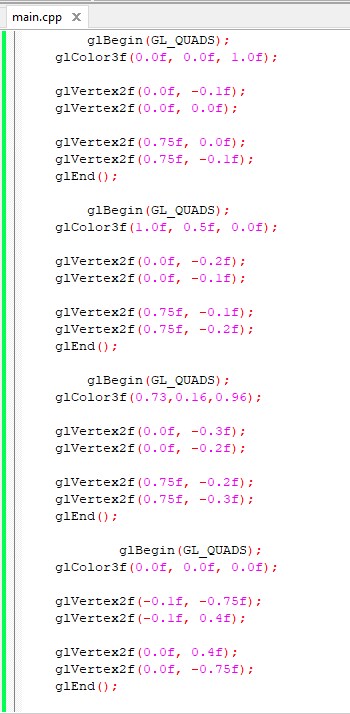 main.cpp
glBegin(GL_QUADS);
glColor3f(0.0f, 0.0f, 1.0f);
glVertex2f(0.0f, -0.1f);
glVertex2f(0.0f, 0.0f);
glVertex2f(0.75f, 0.0f);
glVertex2f(0.75f, -0.1f);
glEnd();
glBegin(GL_QUADS);
glColor3f(1.0f, 0.5f, 0.0f);
glVertex2f(0.0f, -0.2f);
glVertex2f(0.0f, -0.1f);
glVertex2f(0.75f, -0.1f);
glVertex2f(0.75f, -0.2f);
glEnd();
glBegin(GL_QUADS);
glColor3f(0.73,0.16,0.96);
glVertex2f(0.0f, -0.3f);
glVertex2f(0.0f, -0.2f);
glVertex2f(0.75f, -0.2f);
glVertex2f(0.75f, -0.3f);
glEnd();
glBegin(GL_QUADS);
glColor3f(0.0f, 0.0f, 0.0f);
glVertex2f(-0.1f, -0.75f);
glVertex2f(-0.1f, 0.4f);
glVertex2f(0.0f, 0.4f);
glVertex2f(0.0f, -0.75f);
glEnd();